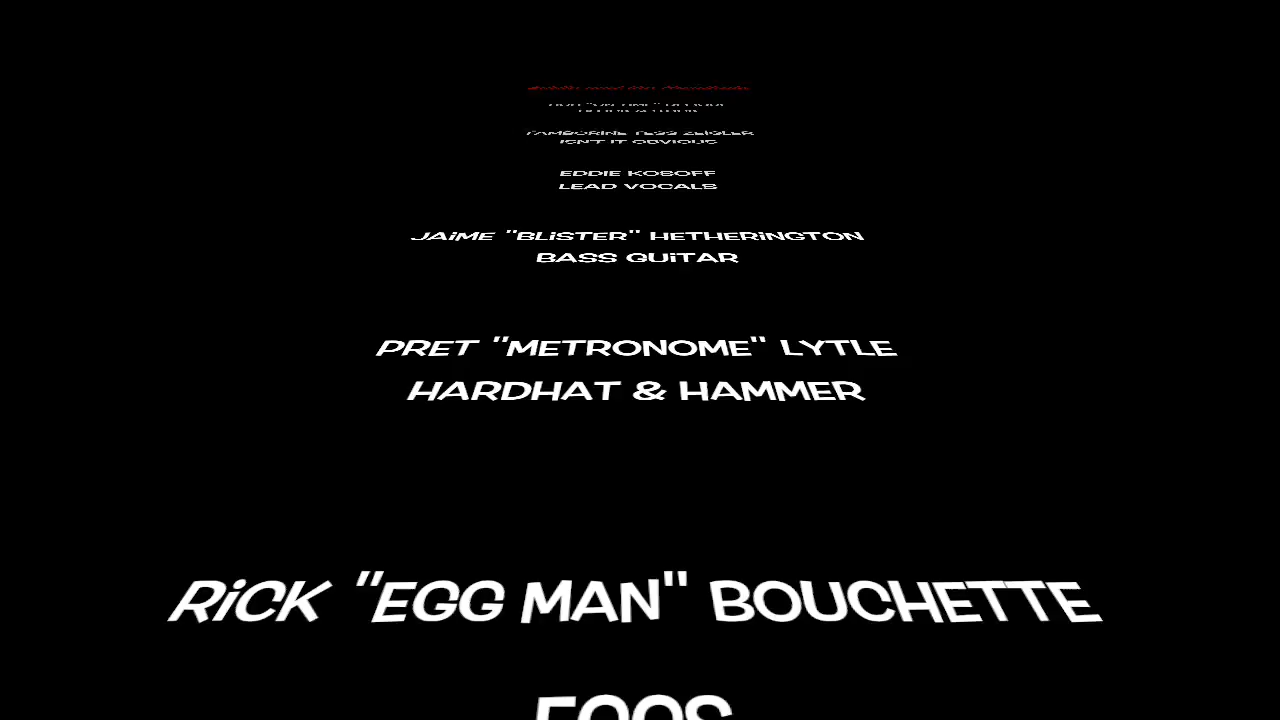 TAMBORINE TESS ZEIGLER
ISN'T IT OBVIOUS
EDDIE KOSOFF
LEAD VOCALS
JAiME "BLiSTER" HETHERiNGTON
BASS GUiTAR
PRET "METRONOME" LYTLE
HARDHAT & HAMMER
RiCK "EGG MAN" BOUCHETTE
EGGS